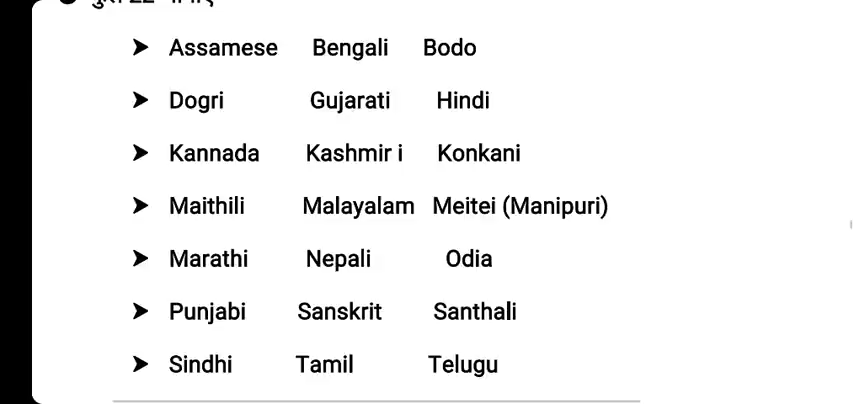 ➤ Assamese Bengali Bodo
➤ Dogri Gujarati Hindi
➤ Kannada Kashmir i Konkani
➤ Maithili Malayalam Meitei (Manipuri)
➤ Marathi Nepali Odia
➤ Punjabi Sanskrit Santhali
➤ Sindhi Tamil Telugu